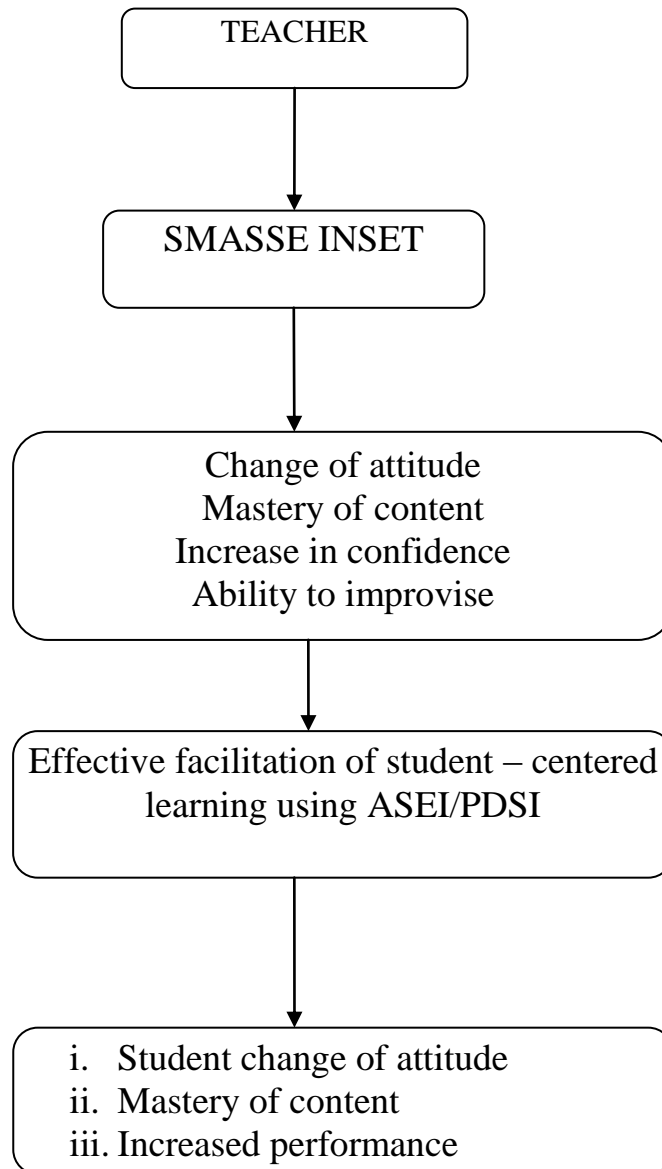 TEACHER
SMASSE INSET
Change of attitude
Mastery of content
Increase in confidence
Ability to improvise
Effective facilitation of student – centered
learning using ASEI/PDSI
i. Student change of attitude
ii. Mastery of content
iii. Increased performance